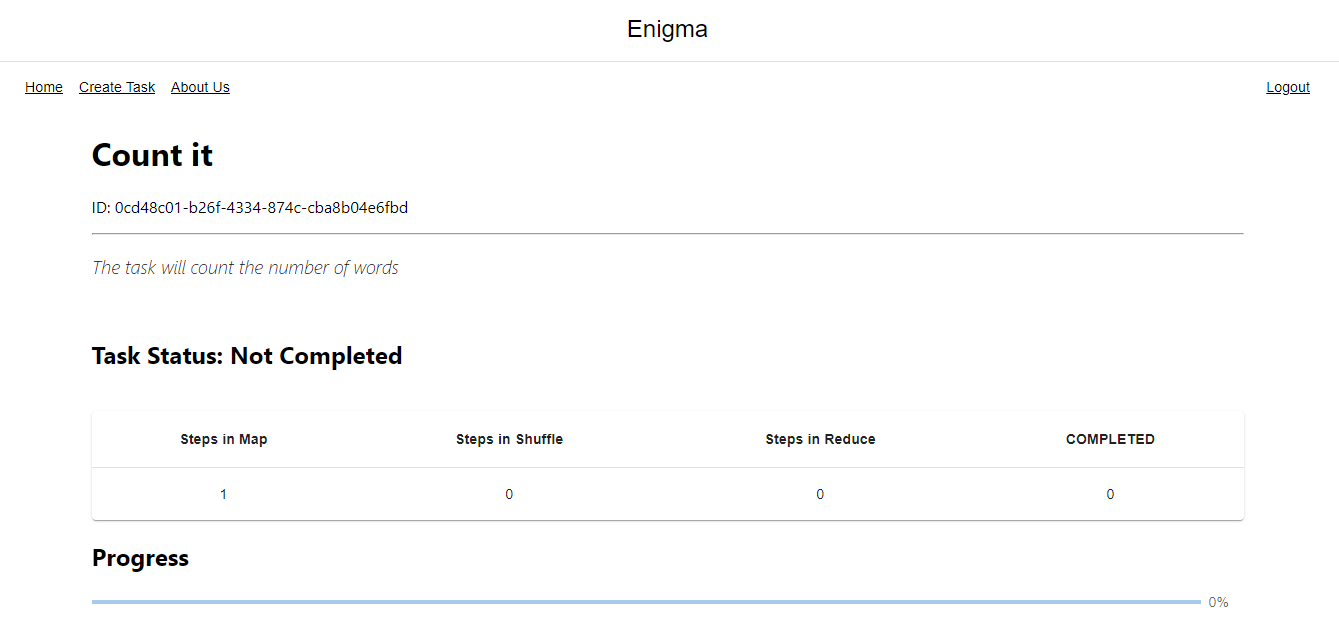 Enigma
Home Create Task About Us Logout
Count it
ID: 0cd48c01-b26f-4334-874c-cba8b04e6fbd
The task will count the number of words
Task Status: Not Completed
Steps in Map Steps in Shuffle Steps in Reduce COMPLETED
1 0 0 0
Progress
0%